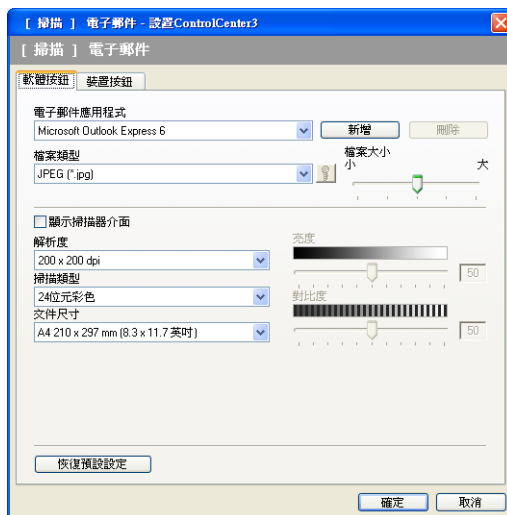 [ 掃描 ] 電子郵件 - 設置ControlCenter3
[ 掃描 ] 電子郵件
軟體按鈕 裝置按鈕
電子郵件應用程式
Microsoft Outlook Express 6 新增 刪除
檔案類型 檔案大小
小 大
JPEG (*.jpg)
顯示掃描器介面
解析度 亮度
200 x 200 dpi 50
掃描類型
24位元彩色 對比度
文件尺寸
A4 210 x 297 mm (8.3 x 11.7 英吋) 50
恢復預設設定
確定 取消